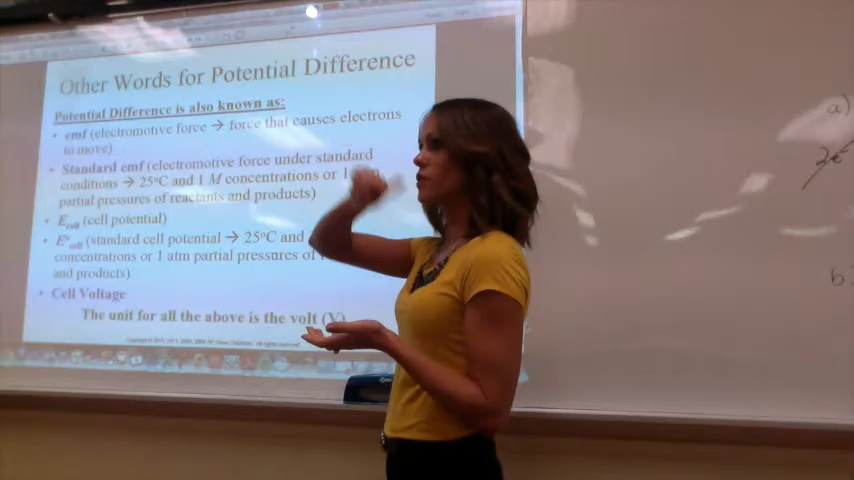 Other Words for Potential Difference
Potential Difference is also known as:
• emf (electromotive force → force that causes electrons
to move)
• Standard emf (electromotive force under standard
conditions → 25°C and 1 M concentrations or 1
partial pressures of reactants and products)
• Ecell (cell potential)
• E°cell (standard cell potential → 25°C and
concentrations or 1 atm partial pressures of
and products)
• Cell Voltage
The unit for all the above is the volt (V)
a)
2e⁻
b)